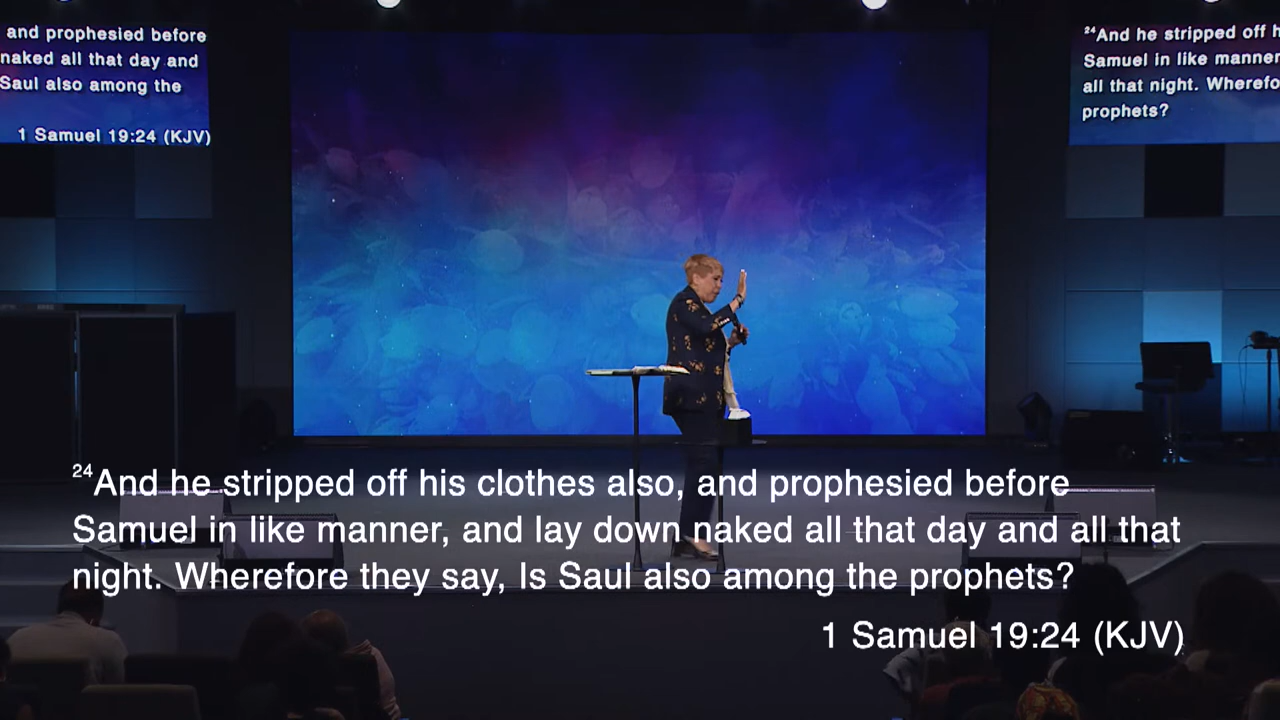 and prophesied before
naked all that day and
Saul also among the
1 Samuel 19:24 (KJV)
24And he stripped off h
Samuel in like manner
all that night. Wherefo
prophets?
24And he stripped off his clothes also, and prophesied before
Samuel in like manner, and lay down naked all that day and all that
night. Wherefore they say, Is Saul also among the prophets?
1 Samuel 19:24 (KJV)